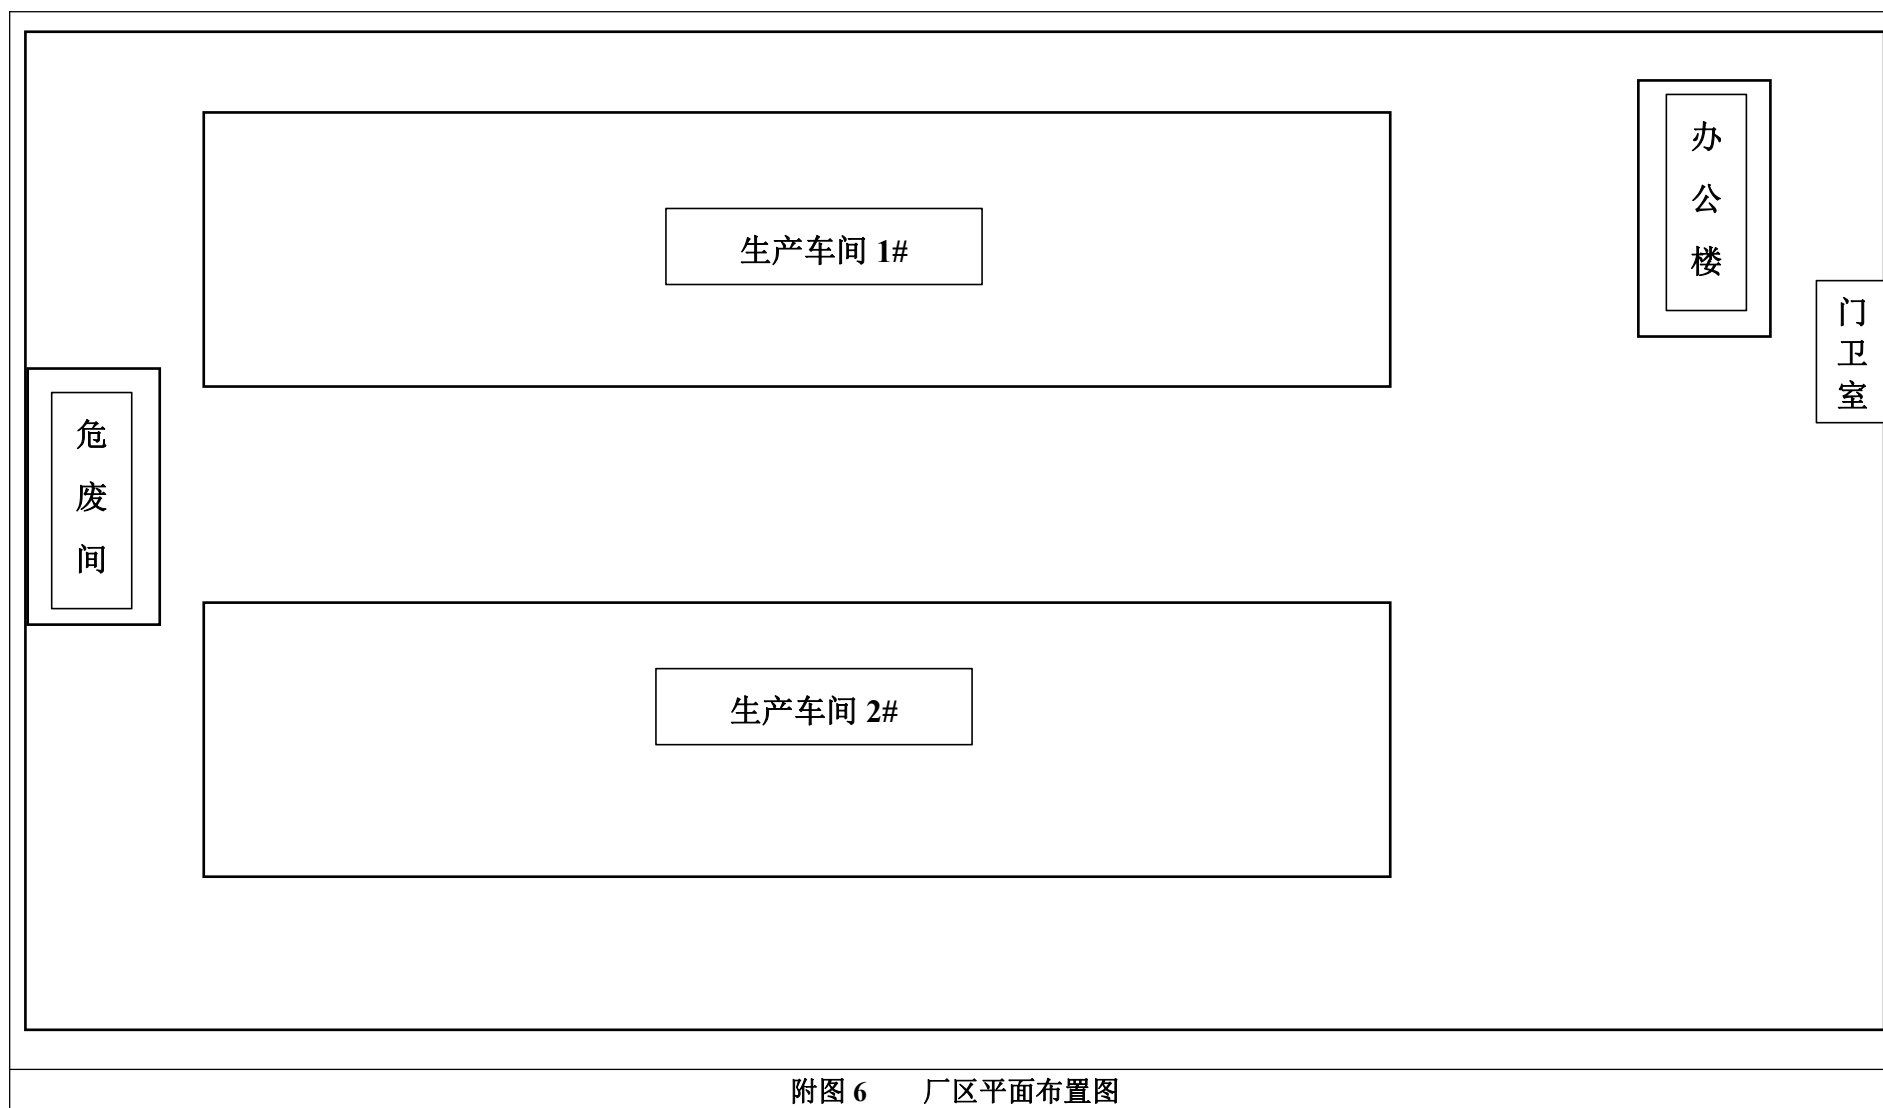 办公楼
生产车间 1#
门卫室
危废间
生产车间 2#
附图 6 厂区平面布置图